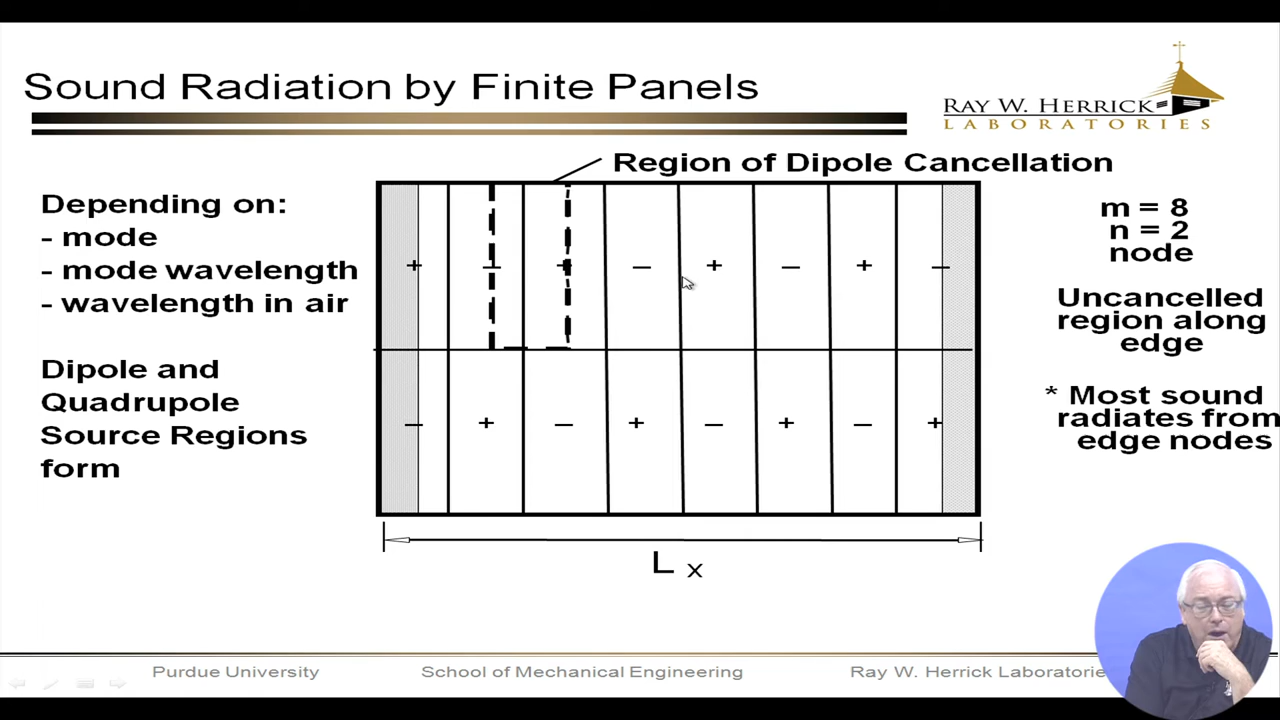 Sound Radiation by Finite Panels
RAY W. HERRICK
LABORATORIES
Region of Dipole Cancellation
Depending on:
- mode
- mode wavelength
- wavelength in air
Dipole and
Quadrupole
Source Regions
form
+ – + – + – + –
– + – + – + – +
L x
m = 8
n = 2
node
Uncancelled
region along
edge
* Most sound
radiates from
edge nodes
Purdue University School of Mechanical Engineering Ray W. Herrick Laboratories